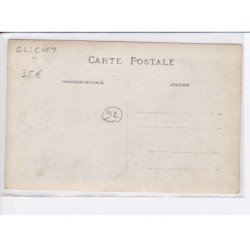 CLICHY
35€
CARTE POSTALE
CORRESPONDANCE
ADRESSE
92